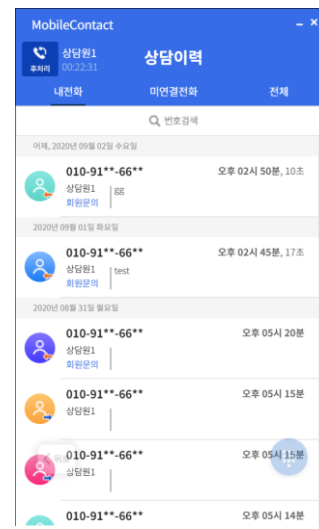 MobileContact
상담원1
상담이력
후처리
00:22:31
내전화
미연결전화
전체
번호검색
어제, 2020년 09월 02일 수요일
010-91**-66**
오후 02시 50분, 10초
상담원1
gg
회원문의
2020년 09월 01일 화요일
010-91**-66**
오후 02시 45분, 17초
상담원1
test
회원문의
2020년 08월 31일 월요일
010-91**-66**
오후 05시 20분
상담원1
회원문의
010-91**-66**
오후 05시 15분
상담원1
010-91**-66**
오후 05시 15분
상담원1
010-91**-66**
오후 05시 14분